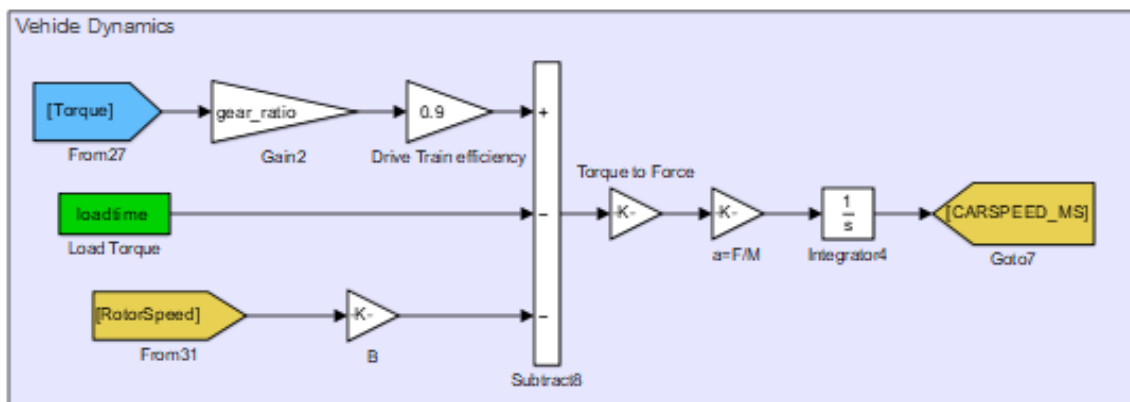 Vehicle Dynamics
[Torque]
From27
gear_ratio
Gain2
0.9
Drive Train efficiency
+
loadtime
Load Torque
−
[RotorSpeed]
From31
-K-
B
−
Subtract8
Torque to Force
-K-
-K-
a=F/M
1
s
Integrator4
[CARSPEED_MS]
Goto7